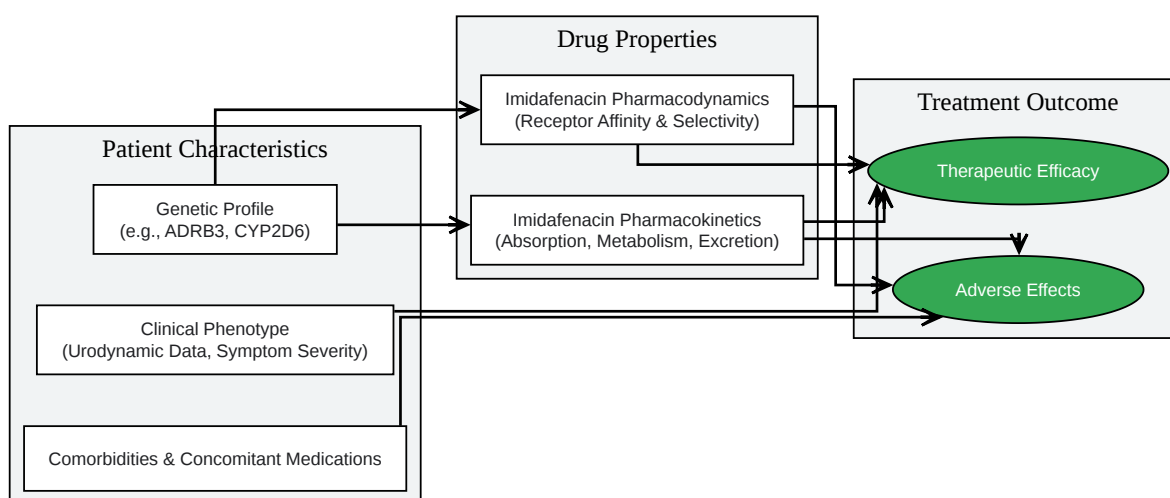 Patient Characteristics
Genetic Profile
(e.g., ADRB3, CYP2D6)
Clinical Phenotype
(Urodynamic Data, Symptom Severity)
Comorbidities & Concomitant Medications
Drug Properties
Imidafenacin Pharmacodynamics
(Receptor Affinity & Selectivity)
Imidafenacin Pharmacokinetics
(Absorption, Metabolism, Excretion)
Treatment Outcome
Therapeutic Efficacy
Adverse Effects